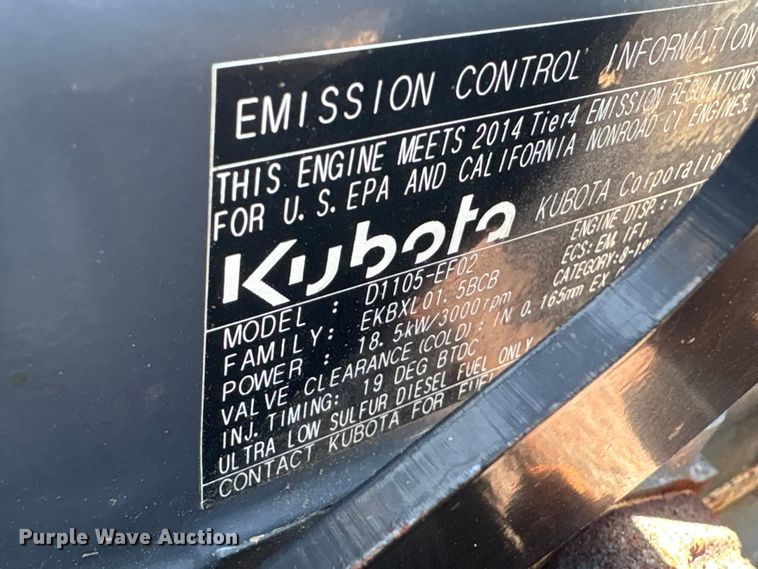 EMISSION CONTROL INFORMATION
THIS ENGINE MEETS 2014 Tier4 EMISSION REGULATIONS
FOR U.S. EPA AND CALIFORNIA NONROAD CI ENGINES.
Kubota KUBOTA Corporation
MODEL : D1105-EF02 ENGINE DISP.: 1.
FAMILY: EKBXL01.5BCB ECS: EM, IFI
POWER : 18.5kW/3000rpm CATEGORY:
VALVE CLEARANCE (COLD): IN 0.165mm EX
INJ. TIMING: 19 DEG BTDC
ULTRA LOW SULFUR DIESEL FUEL ONLY
CONTACT KUBOTA FOR FUEL
Purple Wave Auction